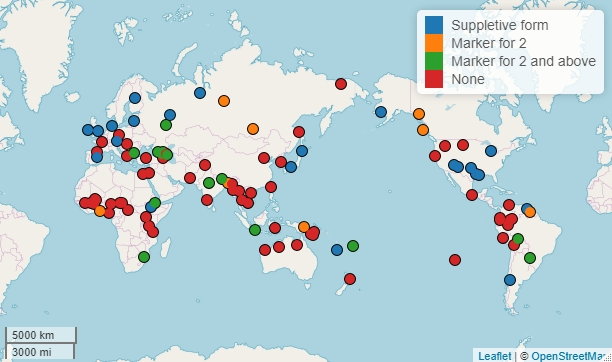 Suppletive form
Marker for 2
Marker for 2 and above
None
5000 km
3000 mi
Leaflet | © OpenStreetMap